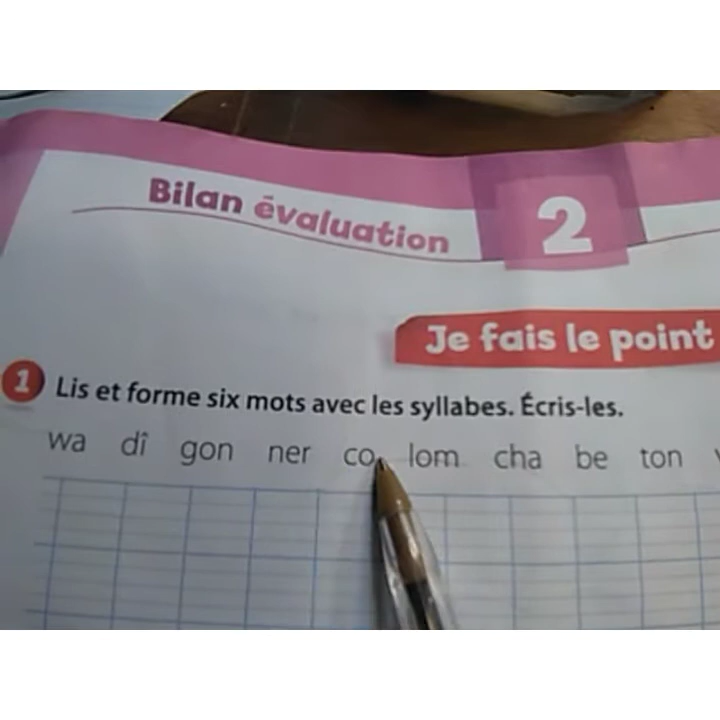 Bilan évaluation
2
Je fais le point
1 Lis et forme six mots avec les syllabes. Écris-les.
wa dî gon ner co lom cha be ton